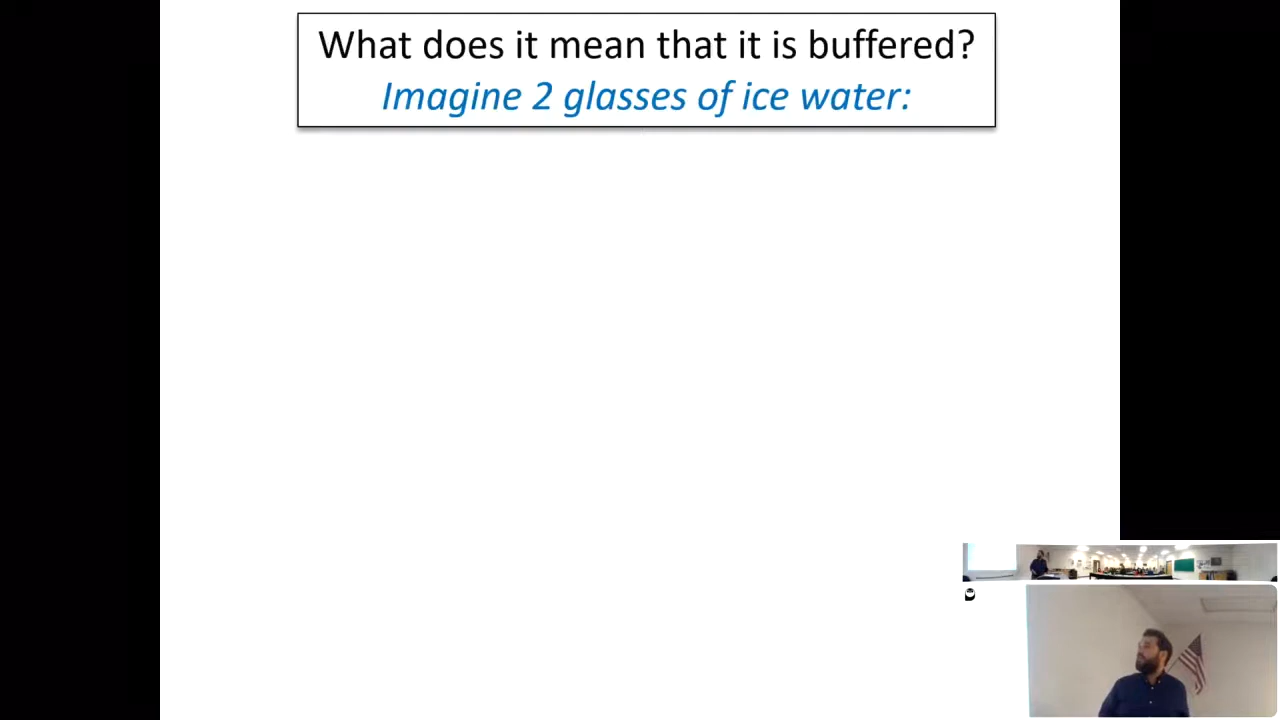 What does it mean that it is buffered?
Imagine 2 glasses of ice water: